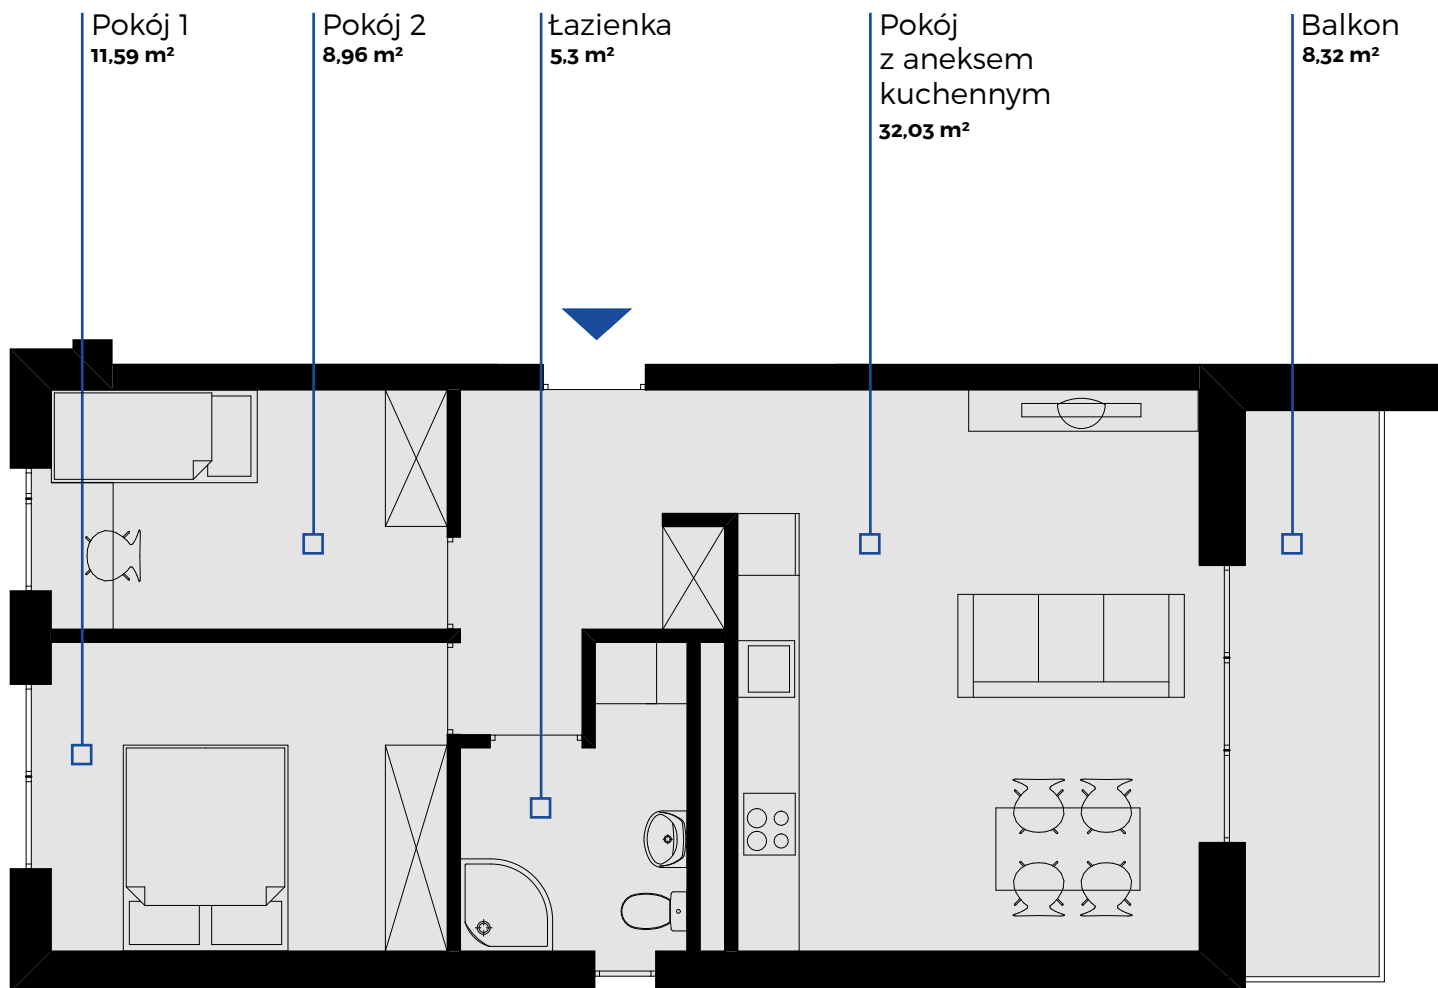 Pokój 1
11,59 m²
Pokój 2
8,96 m²
Łazienka
5,3 m²
Pokój
z aneksem
kuchennym
32,03 m²
Balkon
8,32 m²